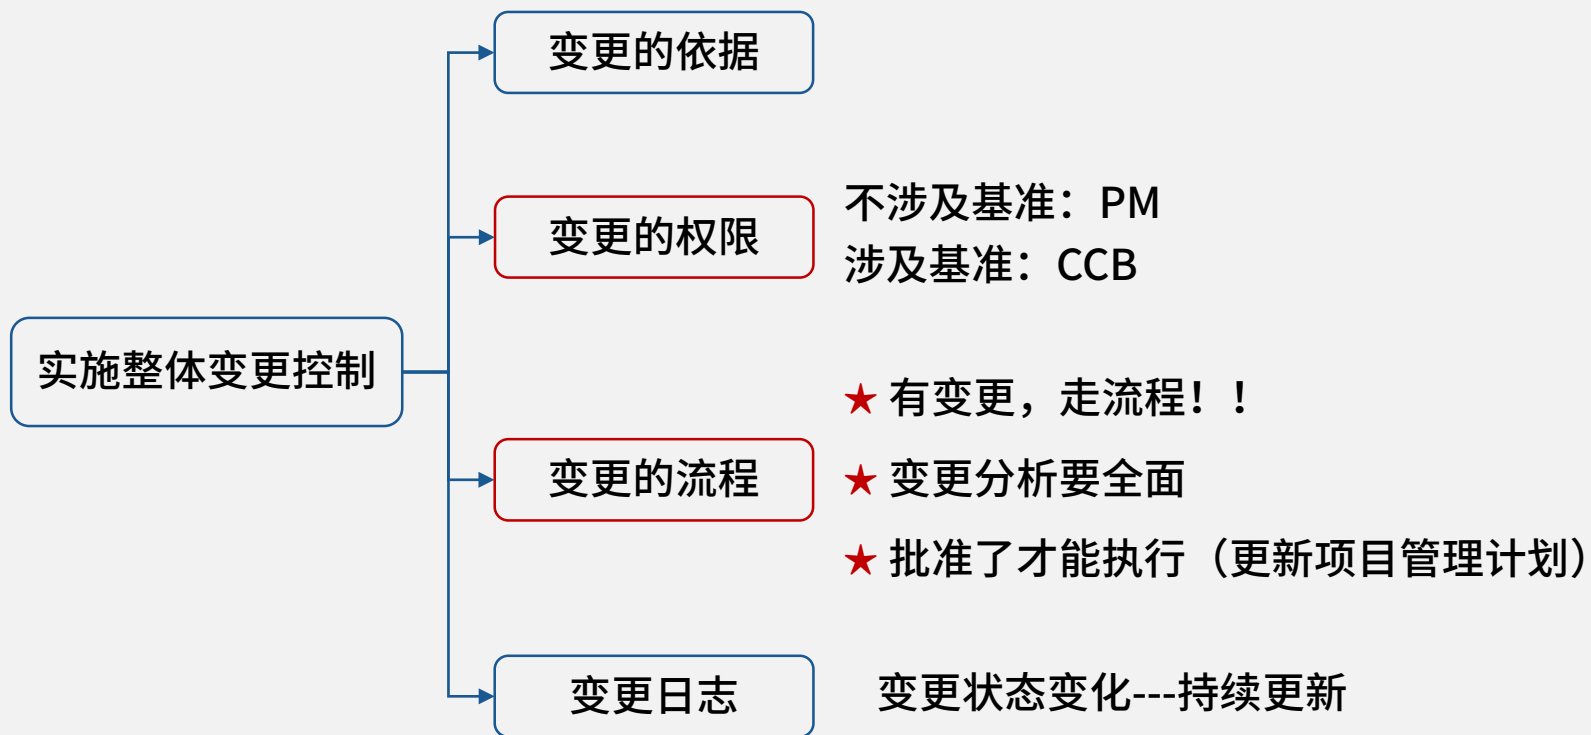 变更的依据
变更的权限
不涉及基准：PM
涉及基准：CCB
实施整体变更控制
★ 有变更，走流程！！
变更的流程
★ 变更分析要全面
★ 批准了才能执行（更新项目管理计划）
变更日志
变更状态变化---持续更新